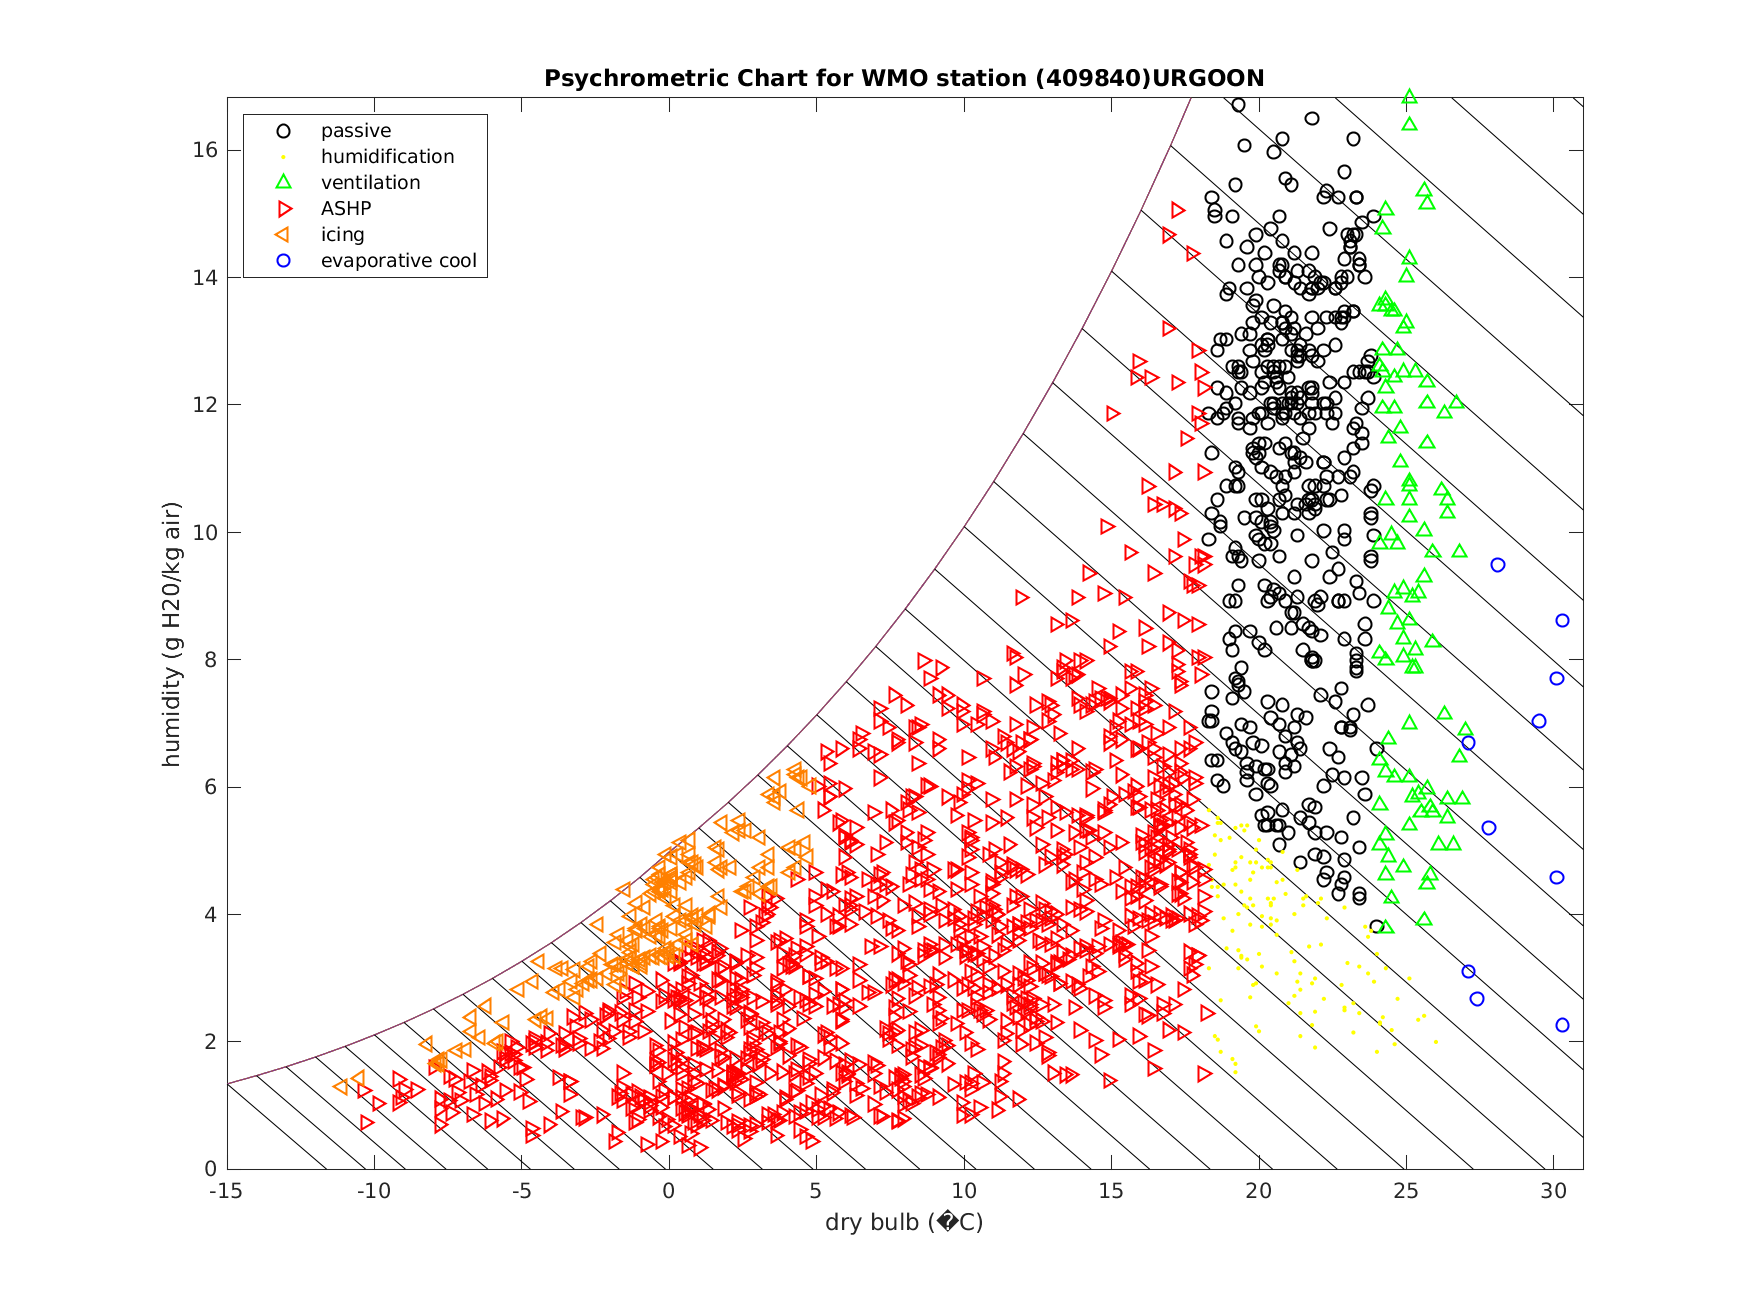 Psychrometric Chart for WMO station (409840)URGOON
passive
humidification
ventilation
ASHP
icing
evaporative cool
humidity (g H20/kg air)
16
14
12
10
8
6
4
2
0
-15 -10 -5 0 5 10 15 20 25 30
dry bulb (�C)